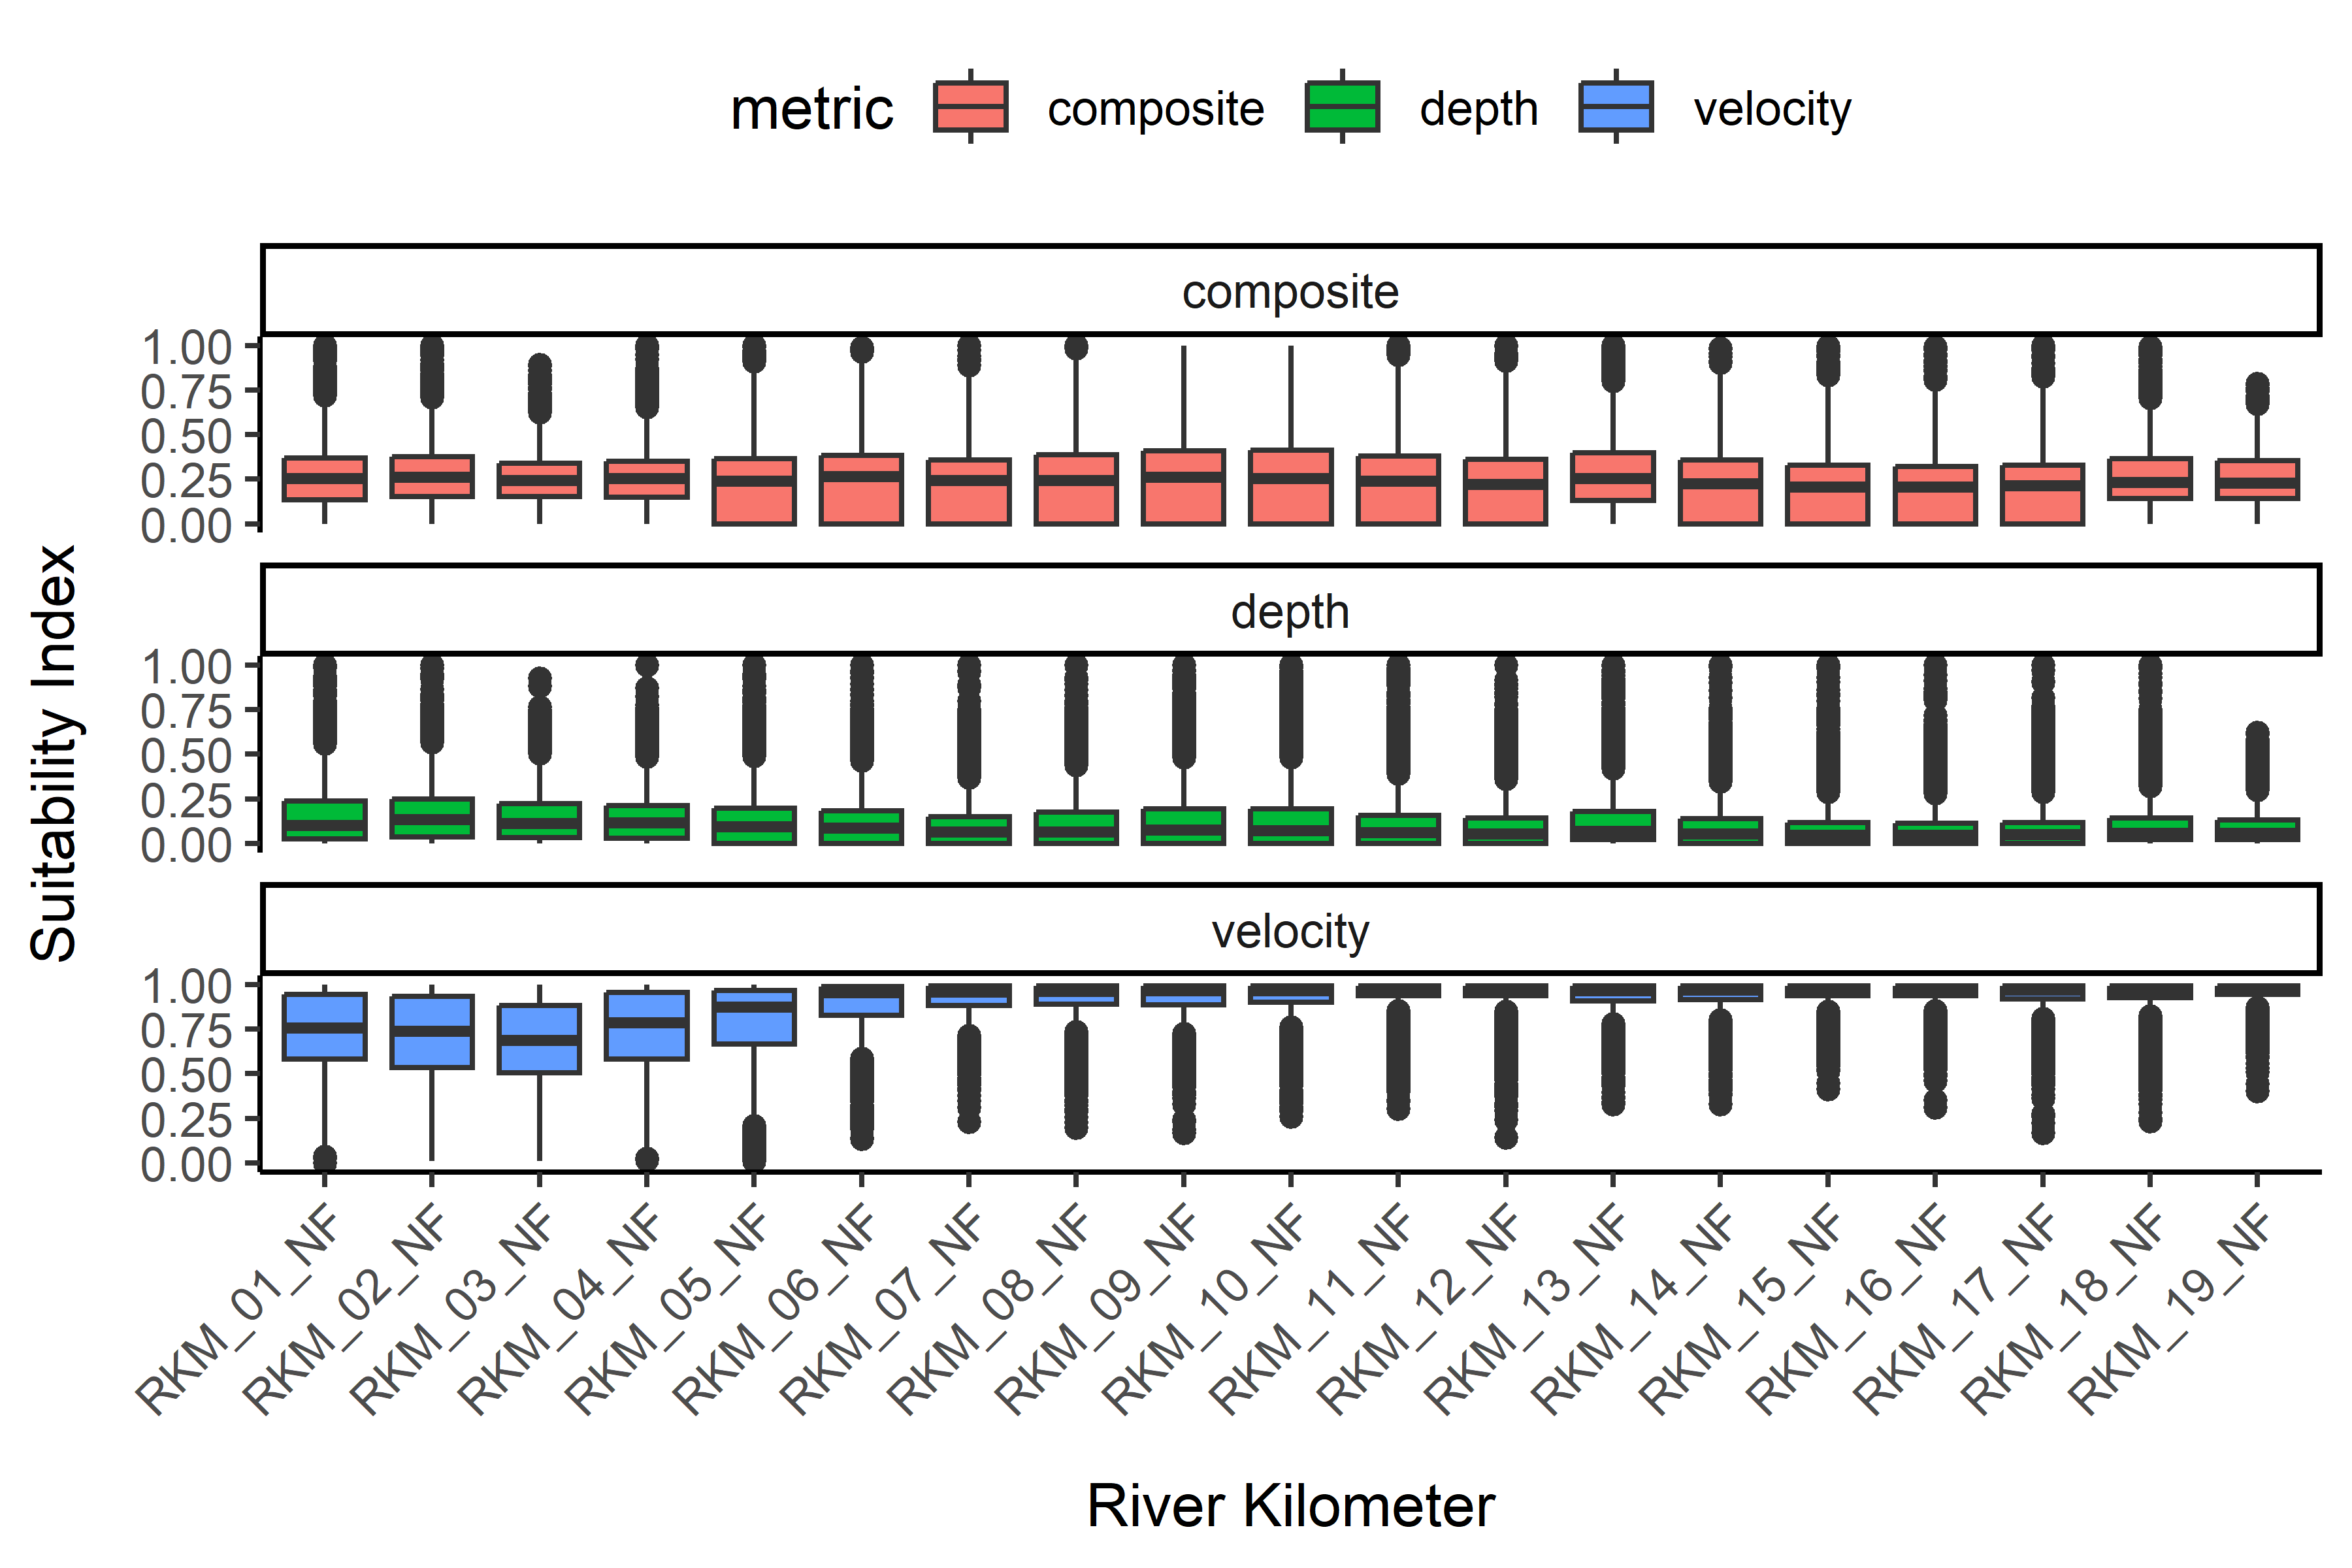 metric composite depth velocity
composite
1.00
0.75
0.50
0.25
0.00
depth
1.00
0.75
0.50
0.25
0.00
velocity
1.00
0.75
0.50
0.25
0.00
Suitability Index
RKM_01_NF
RKM_02_NF
RKM_03_NF
RKM_04_NF
RKM_05_NF
RKM_06_NF
RKM_07_NF
RKM_08_NF
RKM_09_NF
RKM_10_NF
RKM_11_NF
RKM_12_NF
RKM_13_NF
RKM_14_NF
RKM_15_NF
RKM_16_NF
RKM_17_NF
RKM_18_NF
RKM_19_NF
River Kilometer